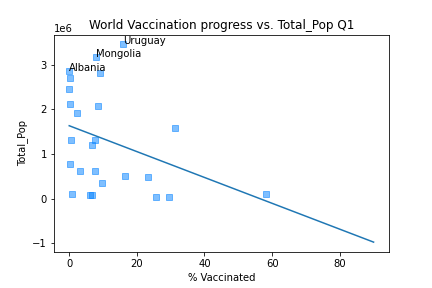 World Vaccination progress vs. Total_Pop Q1
1e6
Uruguay
Mongolia
Albania
3
2
1
0
−1
Total_Pop
0
20
40
60
80
% Vaccinated